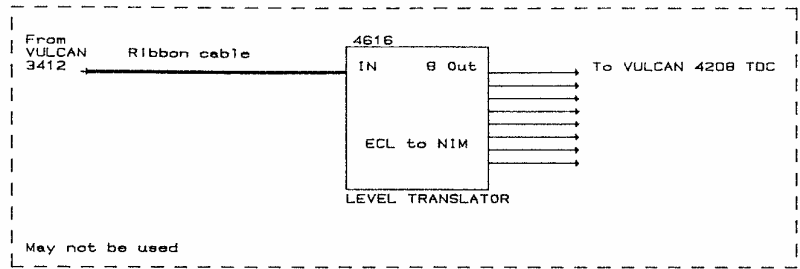 From
VULCAN
3412
Ribbon cable
4616
IN 8 Out
ECL to NIM
LEVEL TRANSLATOR
To VULCAN 4208 TDC
May not be used